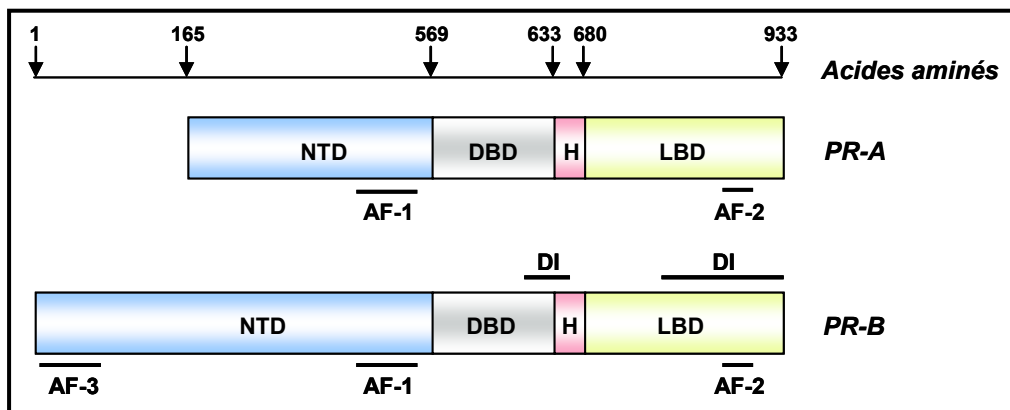 1 165 569 633 680 933
Acides aminés
NTD DBD H LBD PR-A
AF-1 AF-2
DI DI
NTD DBD H LBD PR-B
AF-3 AF-1 AF-2